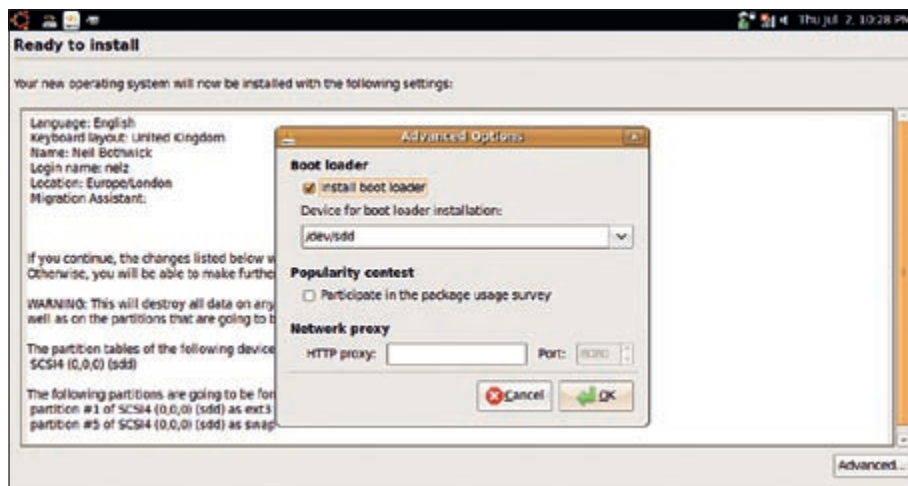 Thu Jul 2, 10:28 PM
Ready to install
Your new operating system will now be installed with the following settings:
Language: English
Keyboard layout: United Kingdom
Name: Neil Bothwick
Login name: nelz
Location: Europe/London
Migration Assistant:
If you continue, the changes listed below w
Otherwise, you will be able to make furthe
WARNING: This will destroy all data on any
well as on the partitions that are going to b
The partition tables of the following device
SCSI4 (0,0,0) (sdd)
The following partitions are going to be for
partition #1 of SCSI4 (0,0,0) (sdd) as ext3
partition #5 of SCSI4 (0,0,0) (sdd) as swap
Advanced Options
Boot loader
Install boot loader
Device for boot loader installation:
/dev/sdd
Popularity contest
Participate in the package usage survey
Network proxy
HTTP proxy:
Port: 8080
Cancel
OK
Advanced...